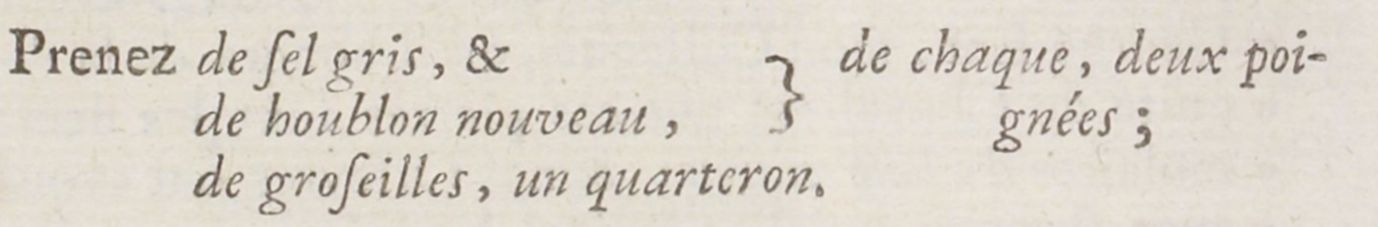 Prenez de ſel gris, & } de chaque, deux poi-
de houblon nouveau, gnées ;
de groſeilles, un quarteron.